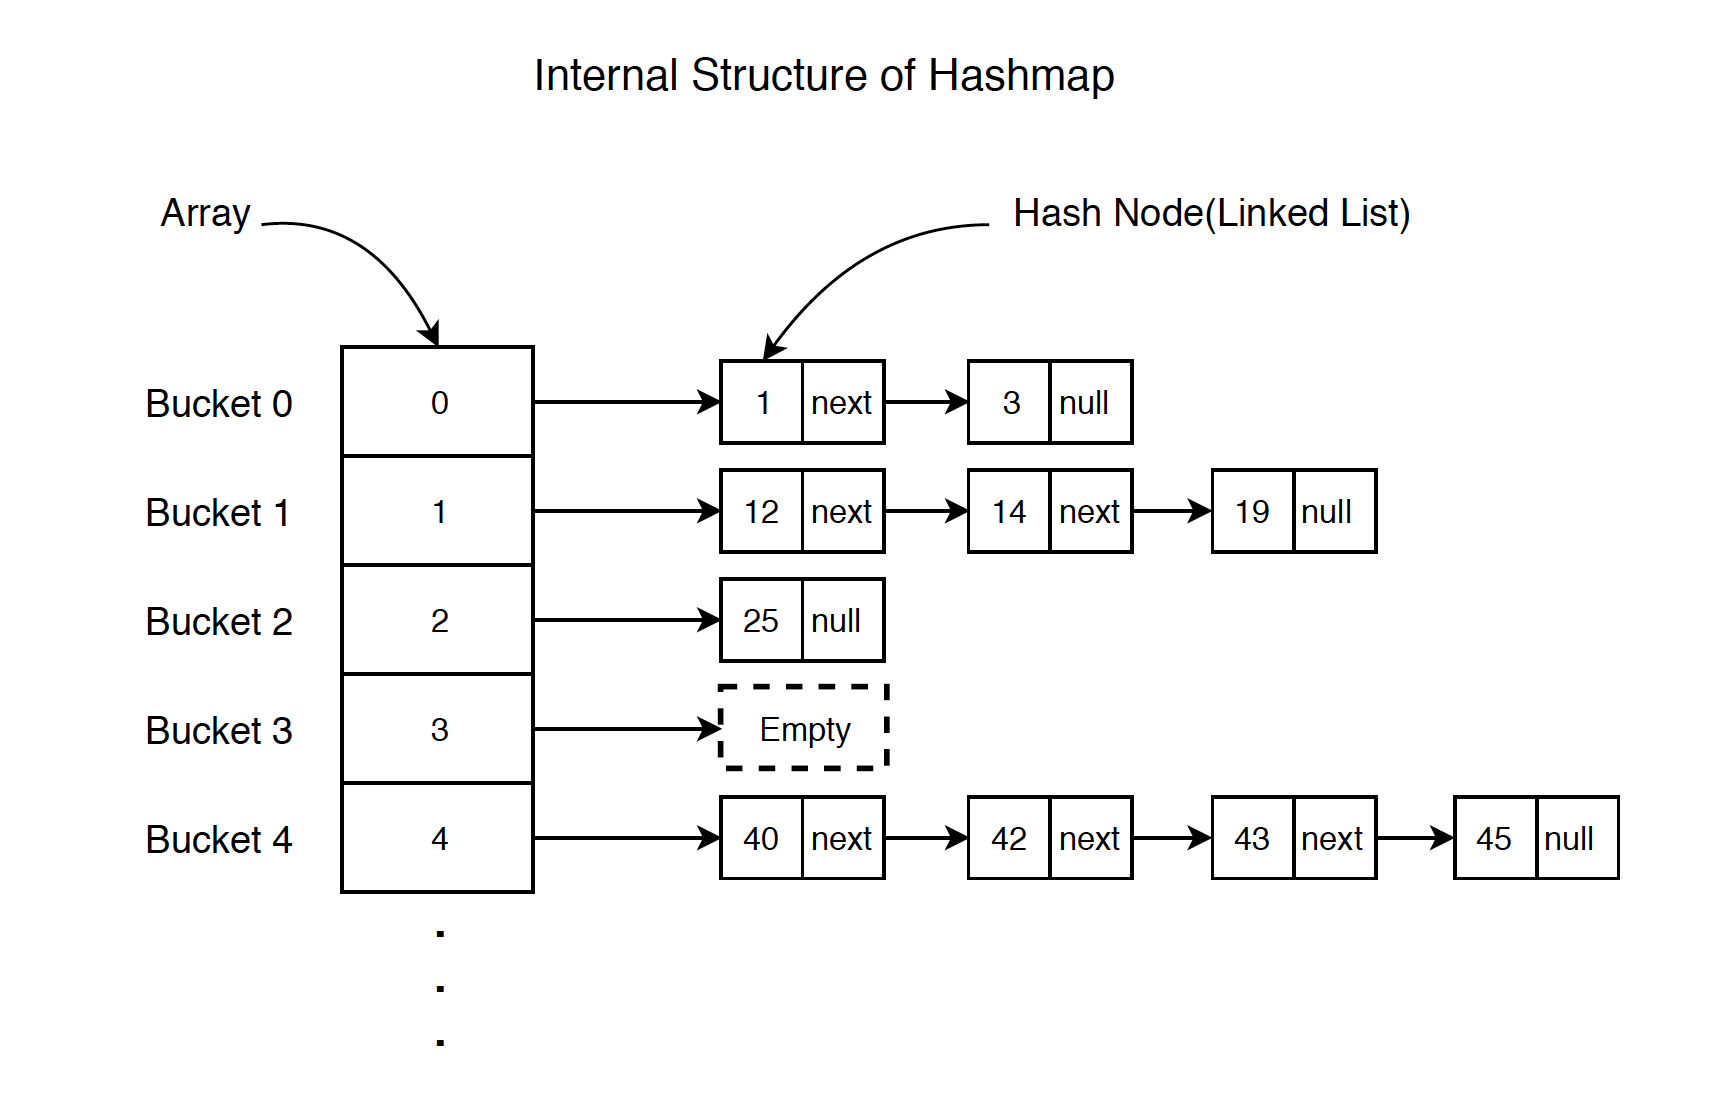 Internal Structure of Hashmap
Array
Hash Node(Linked List)
Bucket 0 0 1 next 3 null
Bucket 1 1 12 next 14 next 19 null
Bucket 2 2 25 null
Bucket 3 3 Empty
Bucket 4 4 40 next 42 next 43 next 45 null
.
.
.